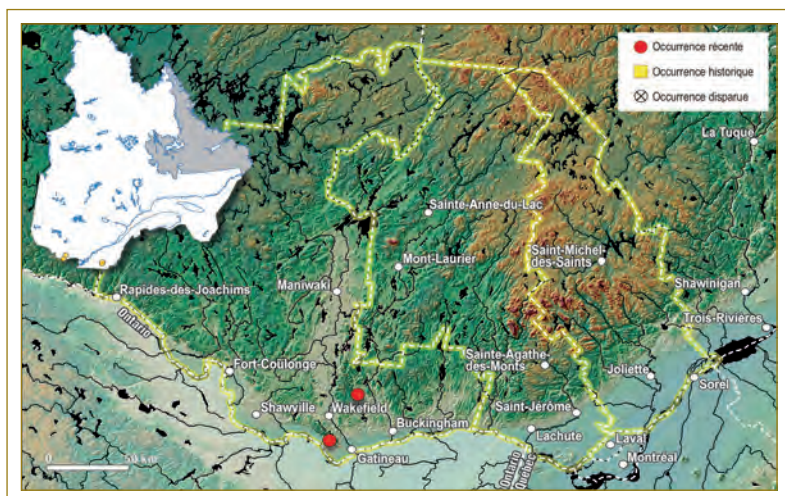 Occurrence récente
Occurrence historique
Occurrence disparue
La Tuque
Sainte-Anne-du-Lac
Saint-Michel-
des-Saints
Mont-Laurier
Maniwaki
Rapides-des-Joachims
Shawinigan
Ontario
Trois-Rivières
Fort-Coulonge
Sainte-Agathe-
des-Monts
Joliette
Sorel
Shawville
Wakefield
Saint-Jérôme
Buckingham
Lachute
Laval
Gatineau
Montréal
0 50 km
Ontario
Québec